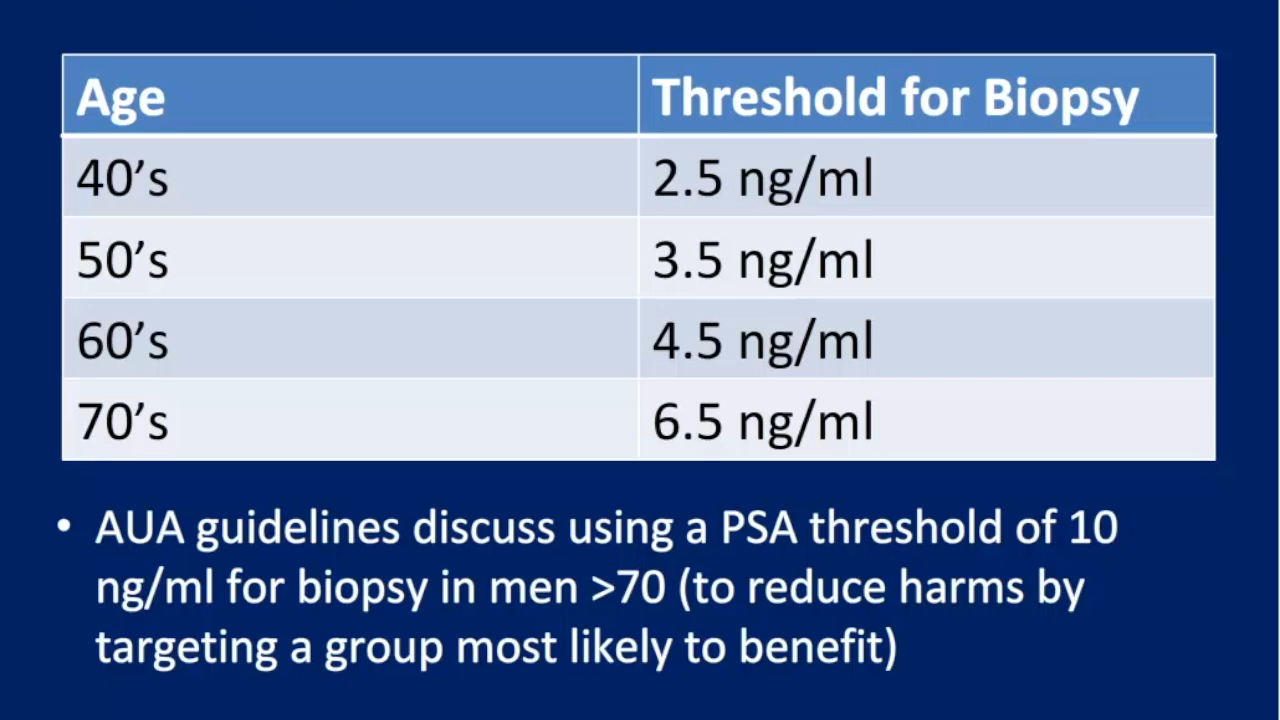 Age Threshold for Biopsy
40’s 2.5 ng/ml
50’s 3.5 ng/ml
60’s 4.5 ng/ml
70’s 6.5 ng/ml
• AUA guidelines discuss using a PSA threshold of 10
ng/ml for biopsy in men >70 (to reduce harms by
targeting a group most likely to benefit)